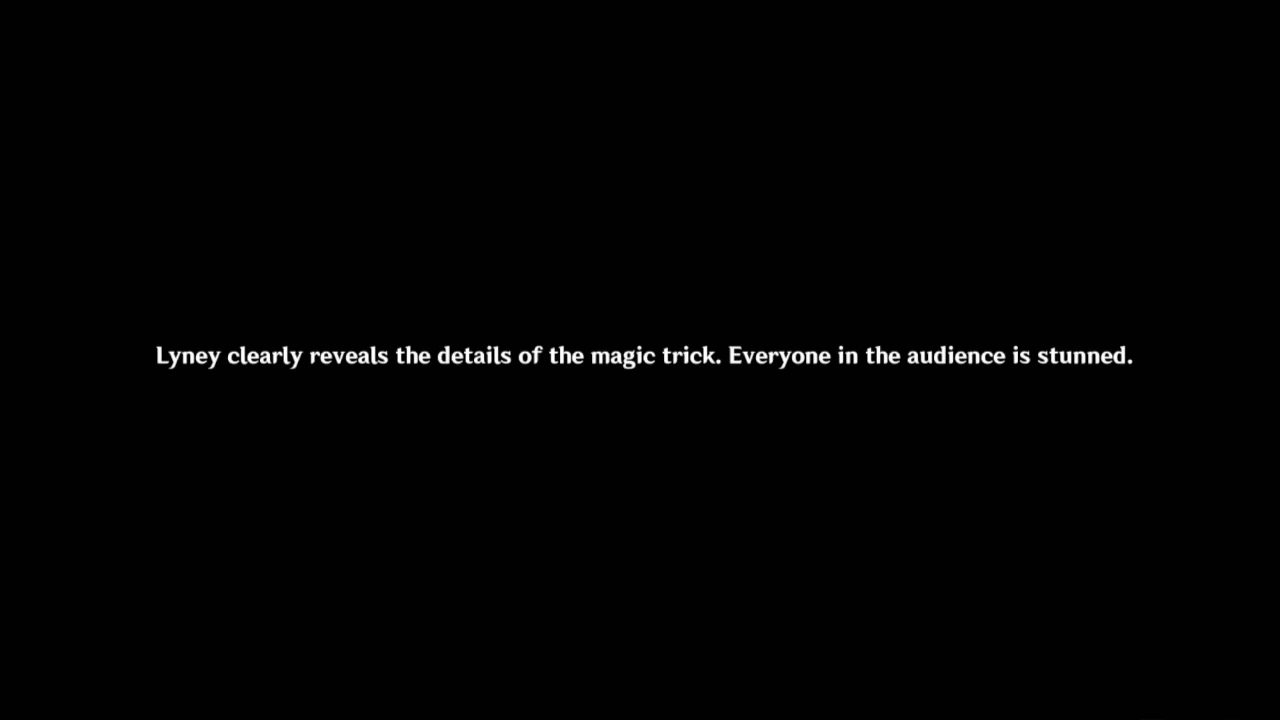 Lyney clearly reveals the details of the magic trick. Everyone in the audience is stunned.